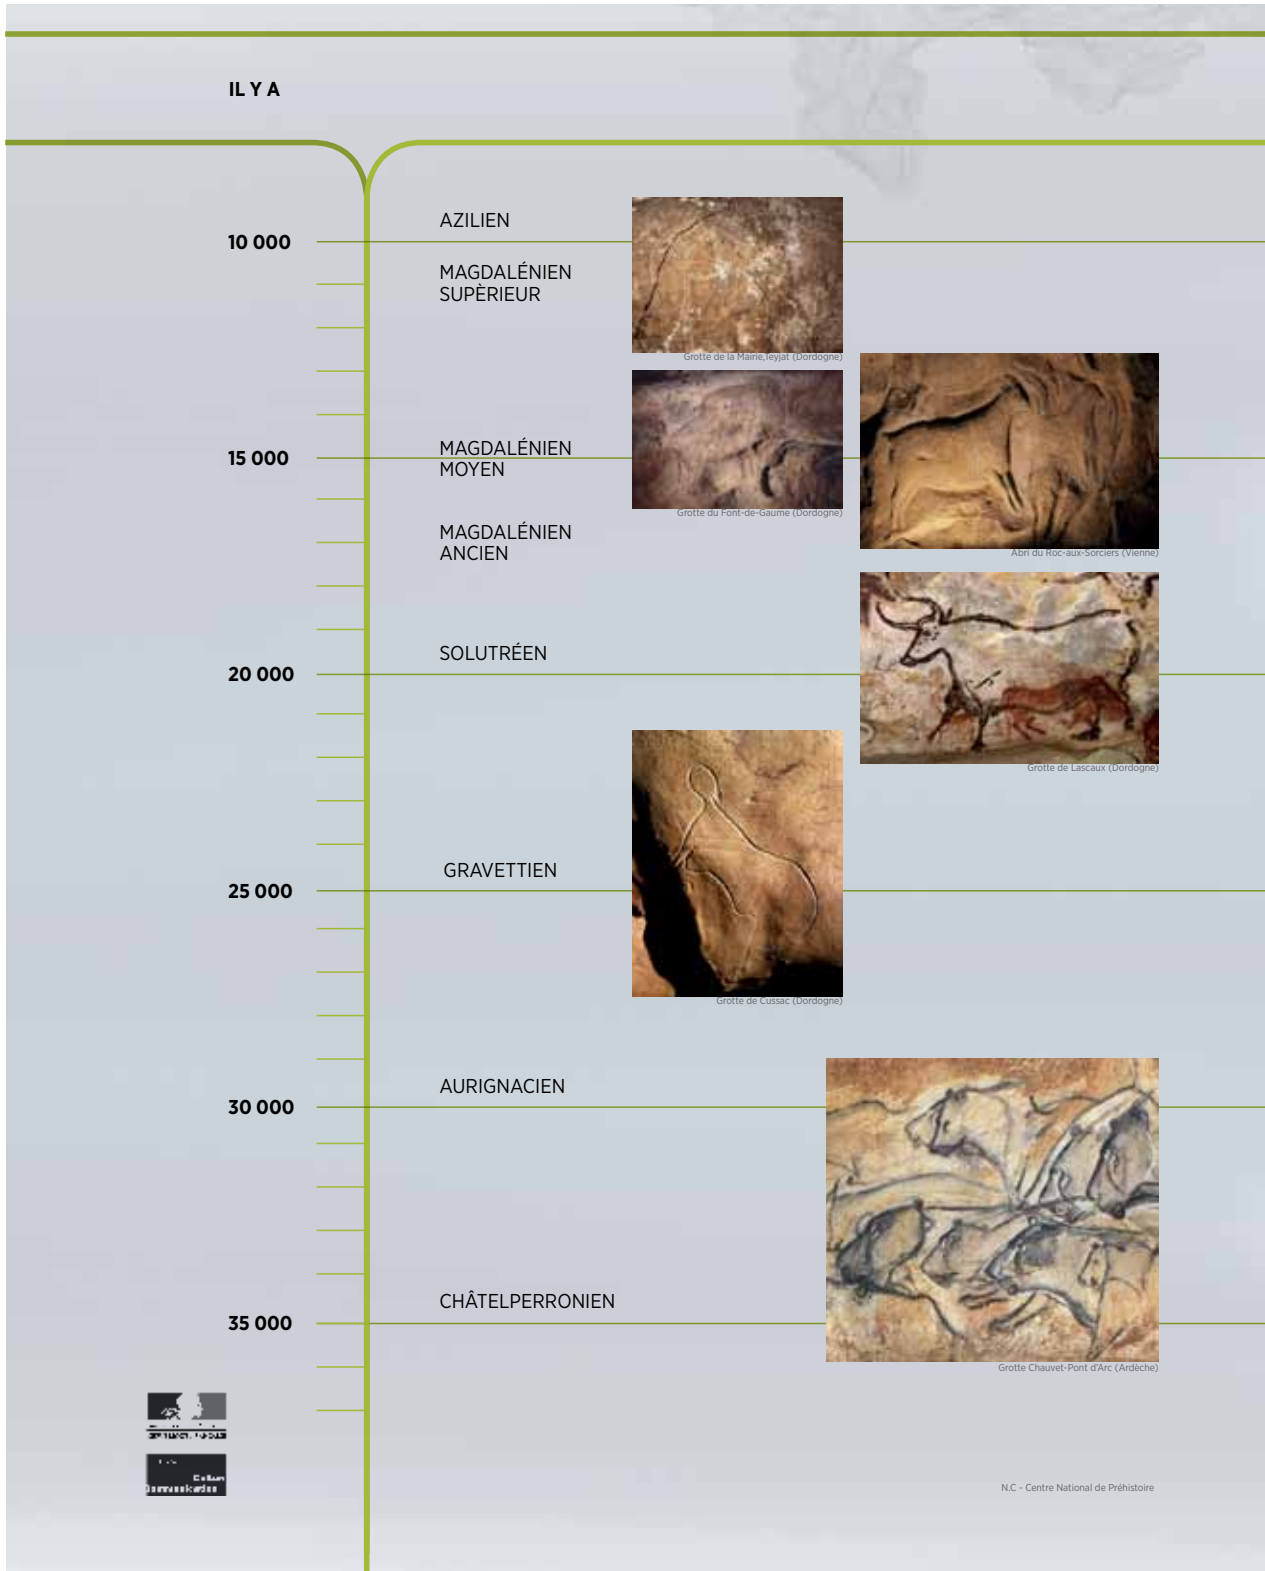 IL Y A
AZILIEN
10 000
MAGDALÉNIEN
SUPÈRIEUR
Grotte de la Mairie,Teyjat (Dordogne)
15 000
MAGDALÉNIEN
MOYEN
Grotte du Font-de-Gaume (Dordogne)
MAGDALÉNIEN
ANCIEN
Abri du Roc-aux-Sorciers (Vienne)
SOLUTRÉEN
20 000
Grotte de Lascaux (Dordogne)
GRAVETTIEN
25 000
Grotte de Cussac (Dordogne)
AURIGNACIEN
30 000
CHÂTELPERRONIEN
35 000
Grotte Chauvet-Pont d'Arc (Ardèche)
Culture
Communication
N.C - Centre National de Préhistoire